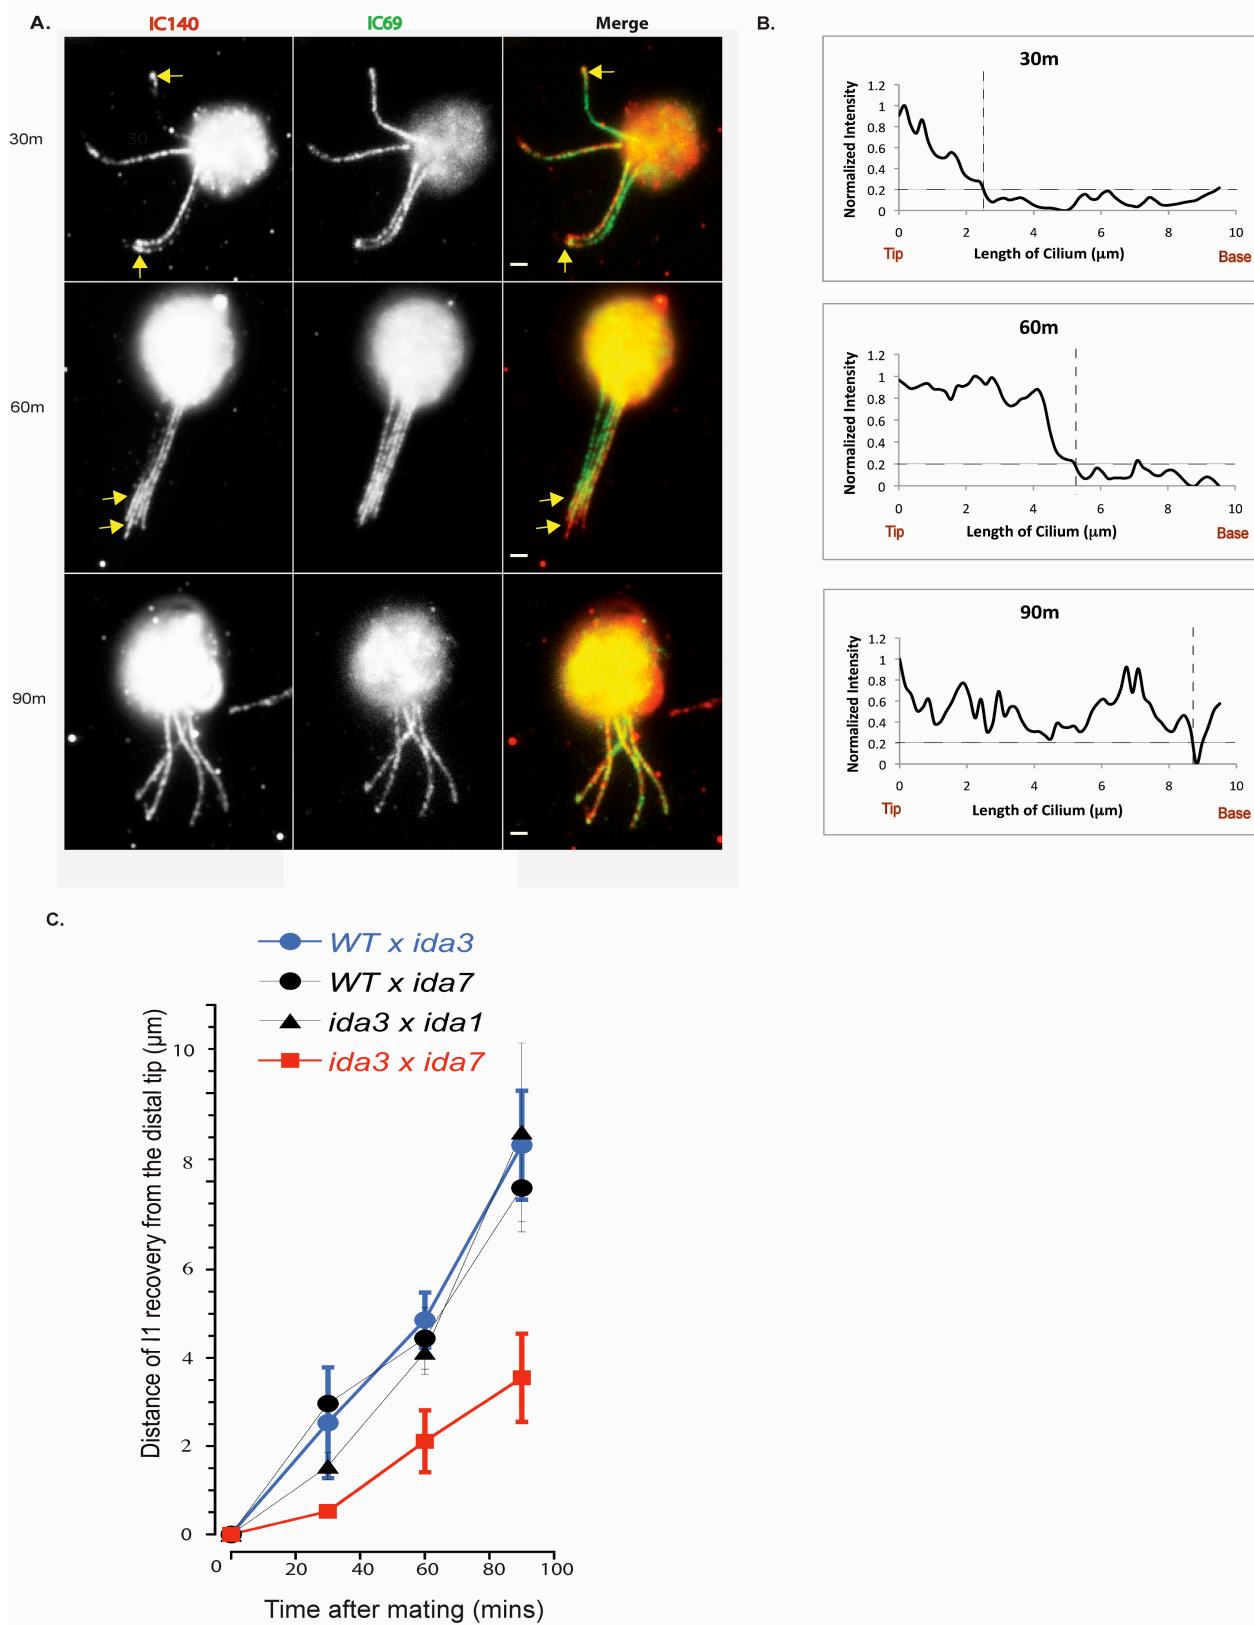 A.
IC140 IC69 Merge
30m
30
60m
90m
B.
30m
Normalized Intensity
1.2
1
0.8
0.6
0.4
0.2
0
0 2 4 6 8 10
Tip Length of Cilium (µm) Base
60m
Normalized Intensity
1.2
1
0.8
0.6
0.4
0.2
0
0 2 4 6 8 10
Tip Length of Cilium (µm) Base
90m
Normalized Intensity
1.2
1
0.8
0.6
0.4
0.2
0
0 2 4 6 8 10
Tip Length of Cilium (µm) Base
C.
WT x ida3
WT x ida7
ida3 x ida1
ida3 x ida7
Distance of I1 recovery from the distal tip (µm)
10
8
6
4
2
0
0 20 40 60 80 100
Time after mating (mins)